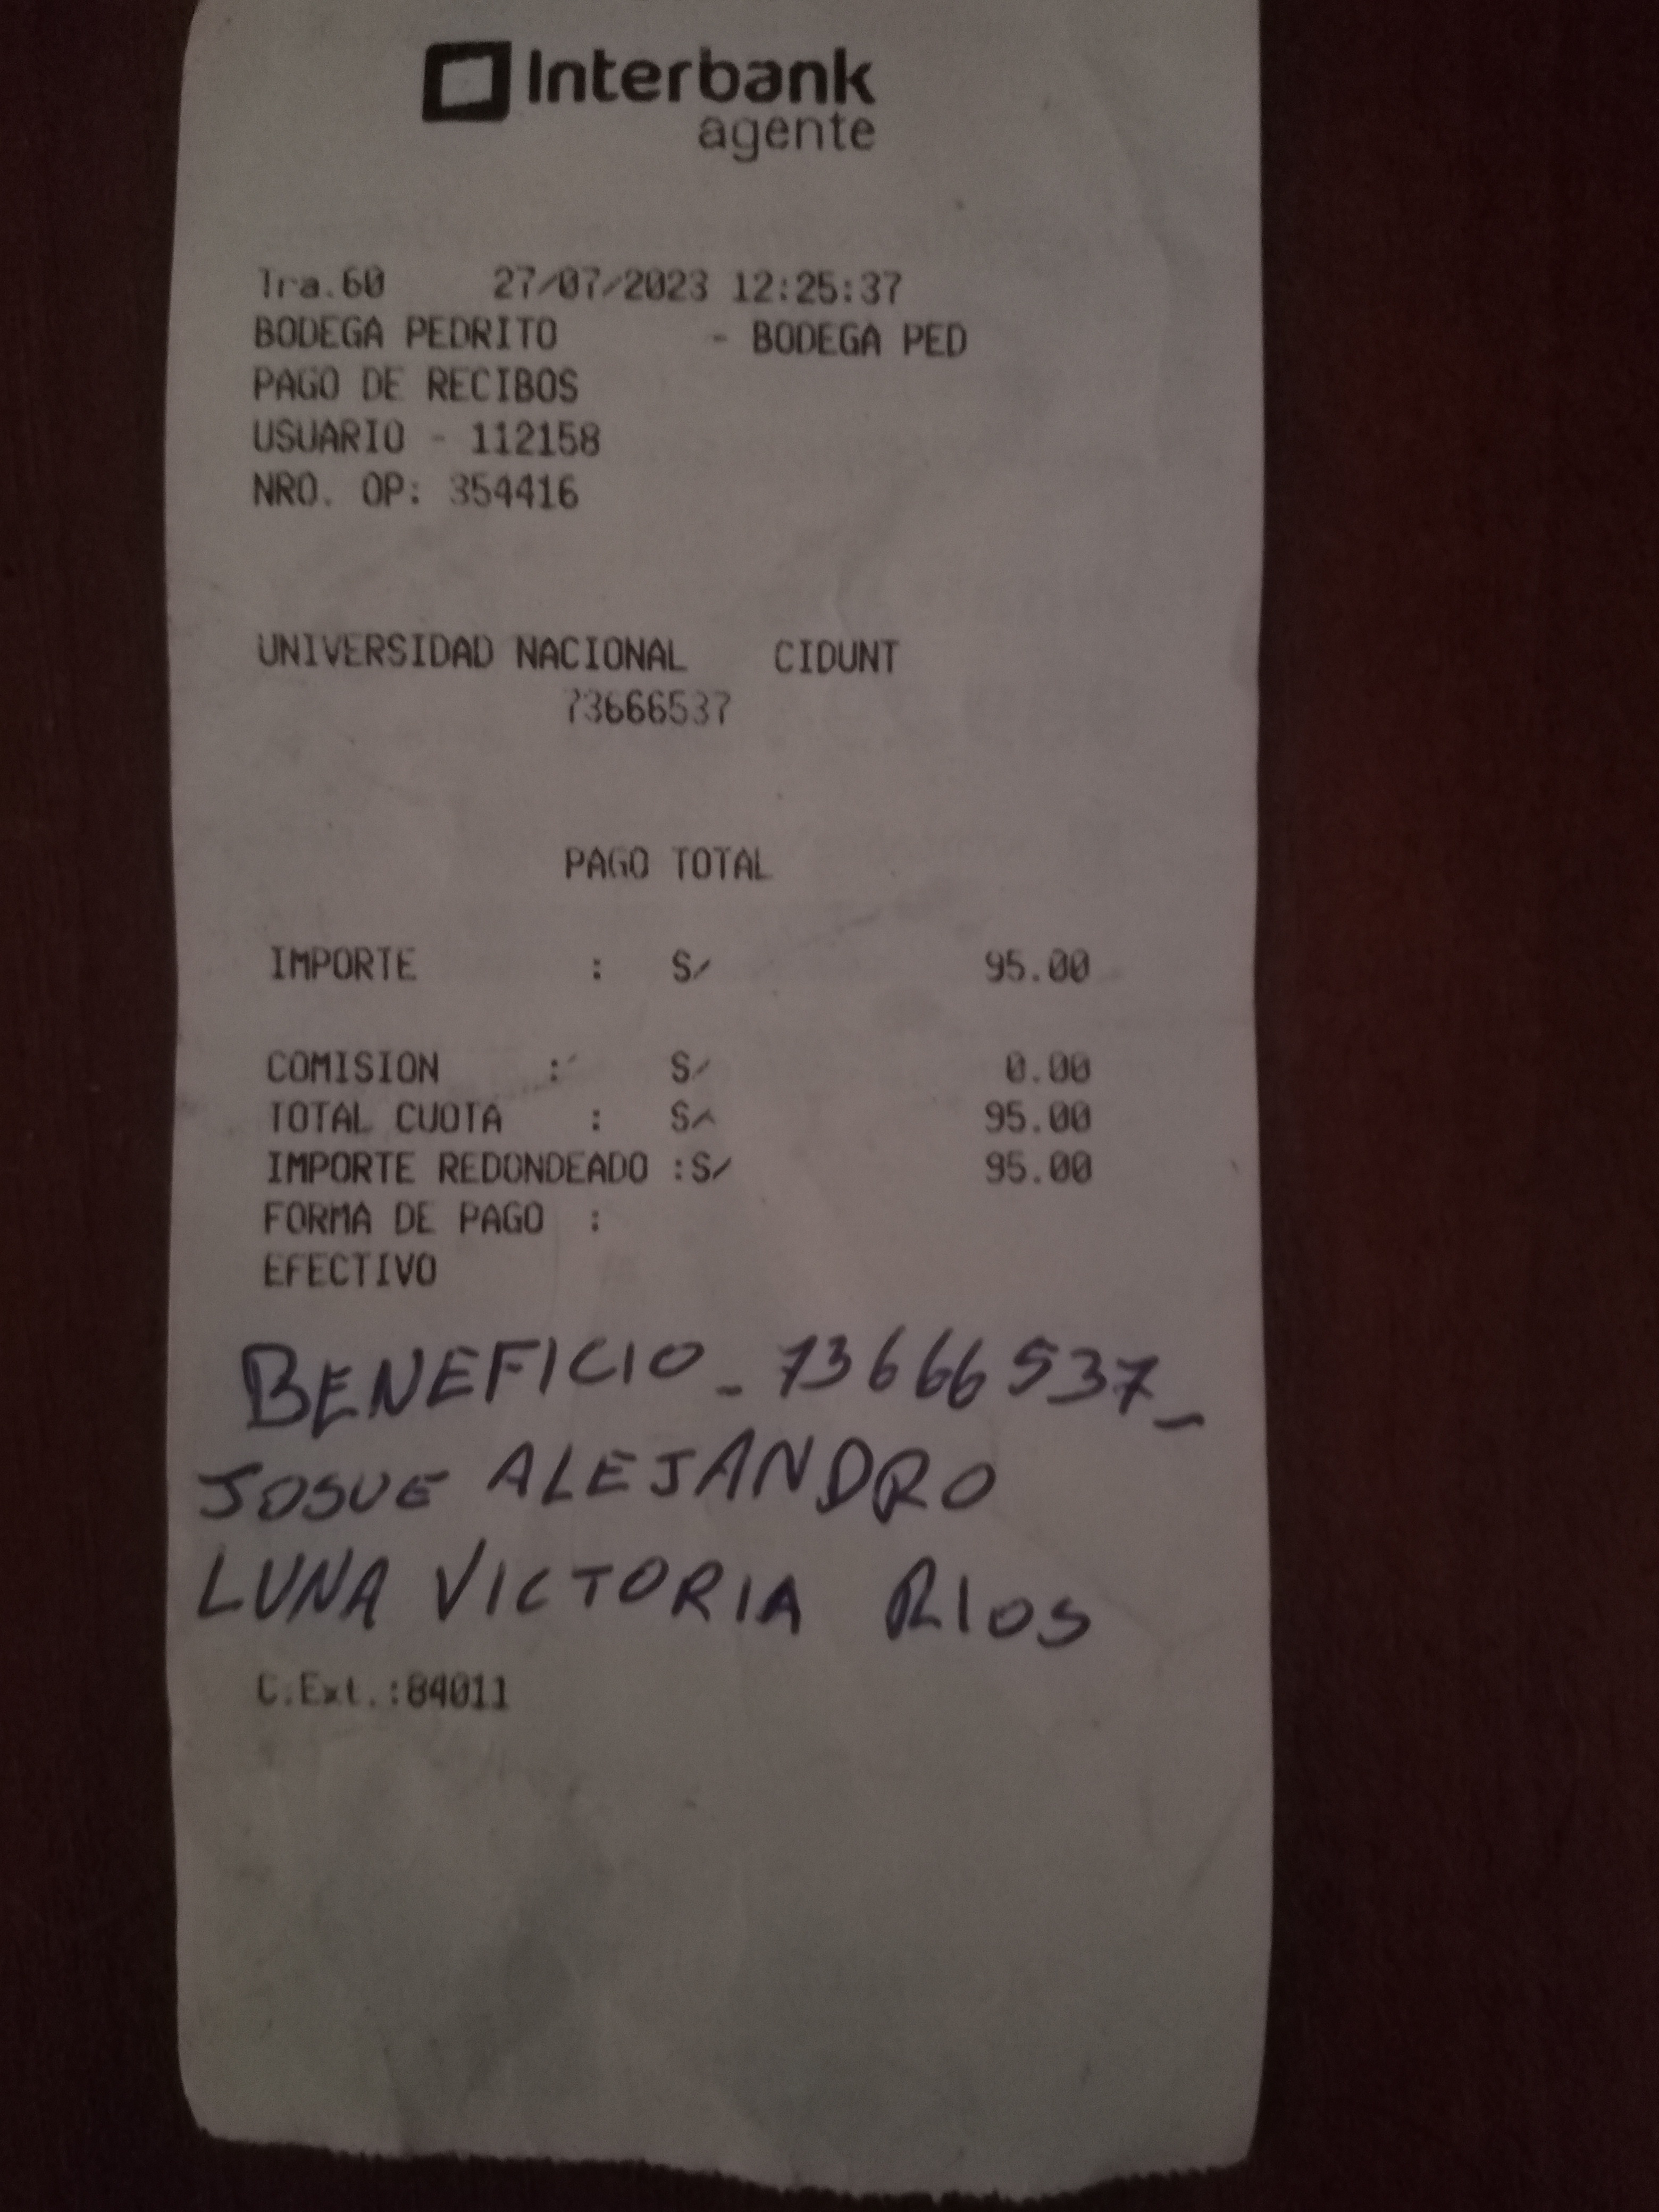 Interbank
agente
Tra.60 27/07/2023 12:25:37
BODEGA PEDRITO - BODEGA PED
PAGO DE RECIBOS
USUARIO - 112158
NRO. OP: 354416
UNIVERSIDAD NACIONAL CIDUNT
73666537
PAGO TOTAL
IMPORTE : S/ 95.00
COMISION : S/ 0.00
TOTAL CUOTA : S/ 95.00
IMPORTE REDONDEADO :S/ 95.00
FORMA DE PAGO :
EFECTIVO
BENEFICIO - 73666537 -
JOSUE ALEJANDRO
LUNA VICTORIA RIOS
C.Ext.:84011